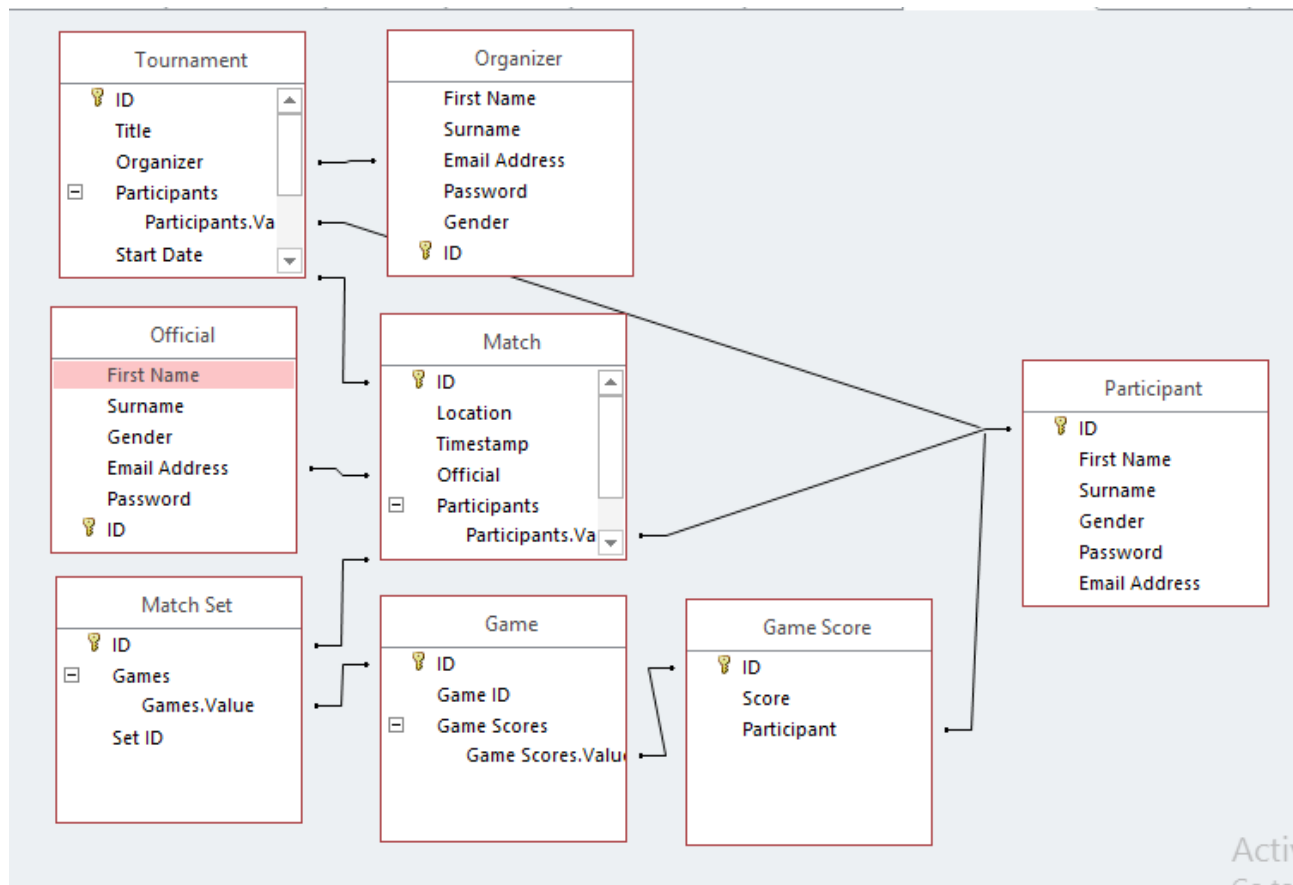 Tournament
ID
Title
Organizer
Participants
Participants.Va
Start Date
Organizer
First Name
Surname
Email Address
Password
Gender
ID
Official
First Name
Surname
Gender
Email Address
Password
ID
Match
ID
Location
Timestamp
Official
Participants
Participants.Va
Participant
ID
First Name
Surname
Gender
Password
Email Address
Match Set
ID
Games
Games.Value
Set ID
Game
ID
Game ID
Game Scores
Game Scores.Valu
Game Score
ID
Score
Participant